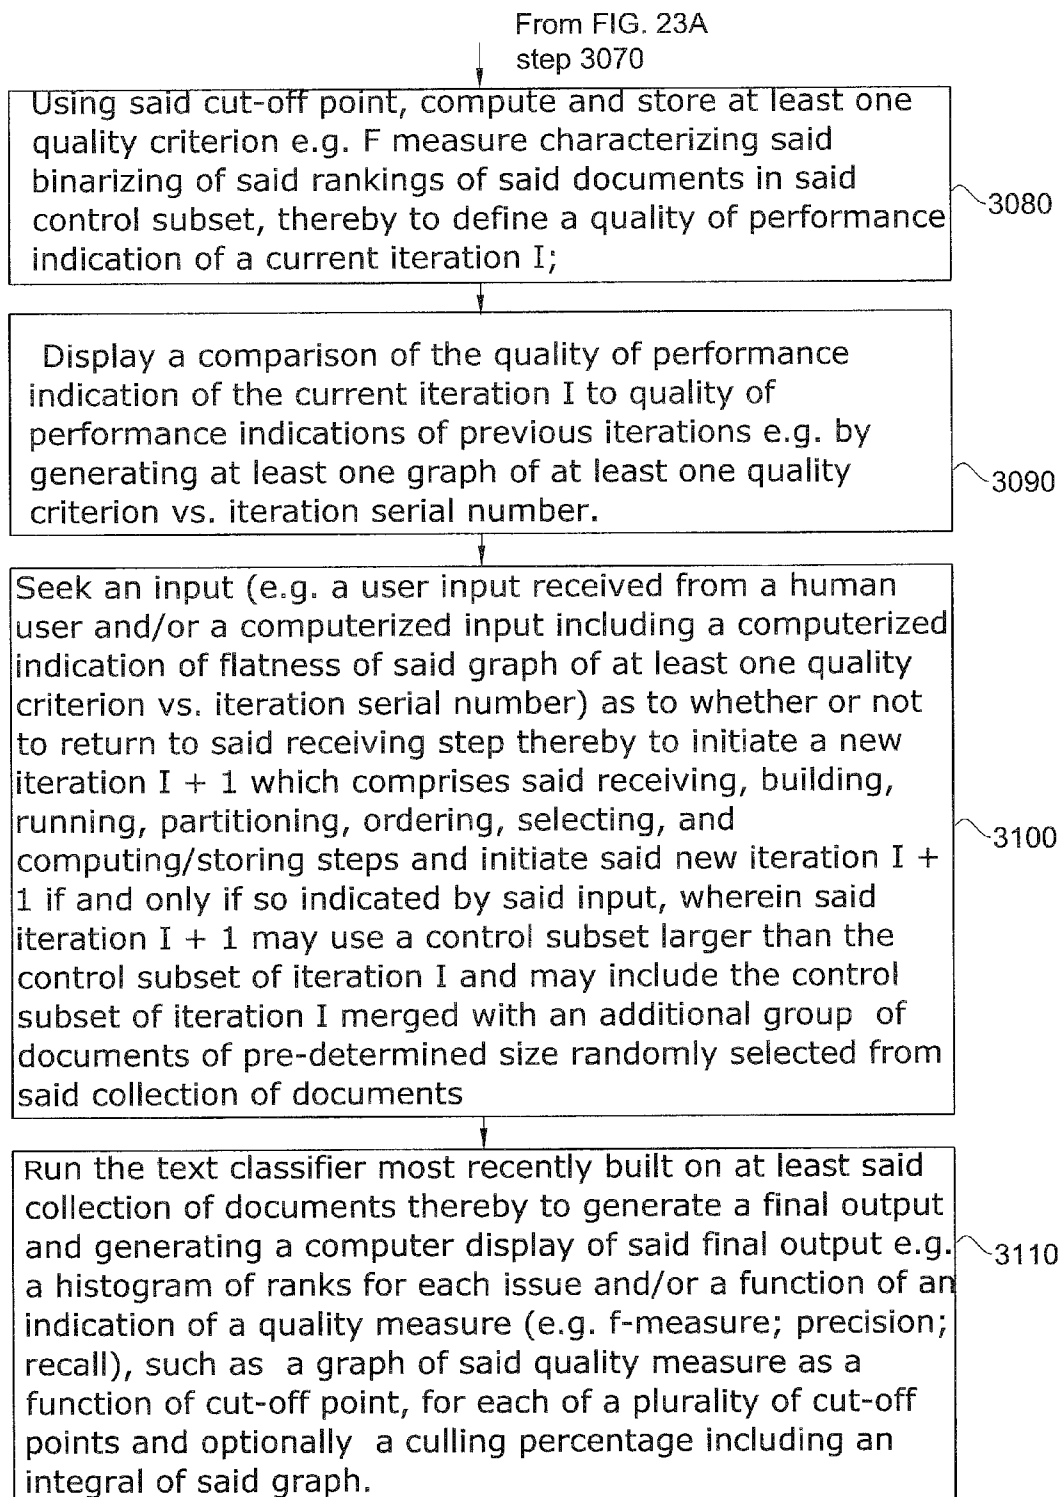 From FIG. 23A
step 3070
Using said cut-off point, compute and store at least one
quality criterion e.g. F measure characterizing said
binarizing of said rankings of said documents in said
control subset, thereby to define a quality of performance
indication of a current iteration I;
3080
Display a comparison of the quality of performance
indication of the current iteration I to quality of
performance indications of previous iterations e.g. by
generating at least one graph of at least one quality
criterion vs. iteration serial number.
3090
Seek an input (e.g. a user input received from a human
user and/or a computerized input including a computerized
indication of flatness of said graph of at least one quality
criterion vs. iteration serial number) as to whether or not
to return to said receiving step thereby to initiate a new
iteration I + 1 which comprises said receiving, building,
running, partitioning, ordering, selecting, and
computing/storing steps and initiate said new iteration I +
1 if and only if so indicated by said input, wherein said
iteration I + 1 may use a control subset larger than the
control subset of iteration I and may include the control
subset of iteration I merged with an additional group of
documents of pre-determined size randomly selected from
said collection of documents
3100
Run the text classifier most recently built on at least said
collection of documents thereby to generate a final output
and generating a computer display of said final output e.g.
a histogram of ranks for each issue and/or a function of an
indication of a quality measure (e.g. f-measure; precision;
recall), such as a graph of said quality measure as a
function of cut-off point, for each of a plurality of cut-off
points and optionally a culling percentage including an
integral of said graph.
3110